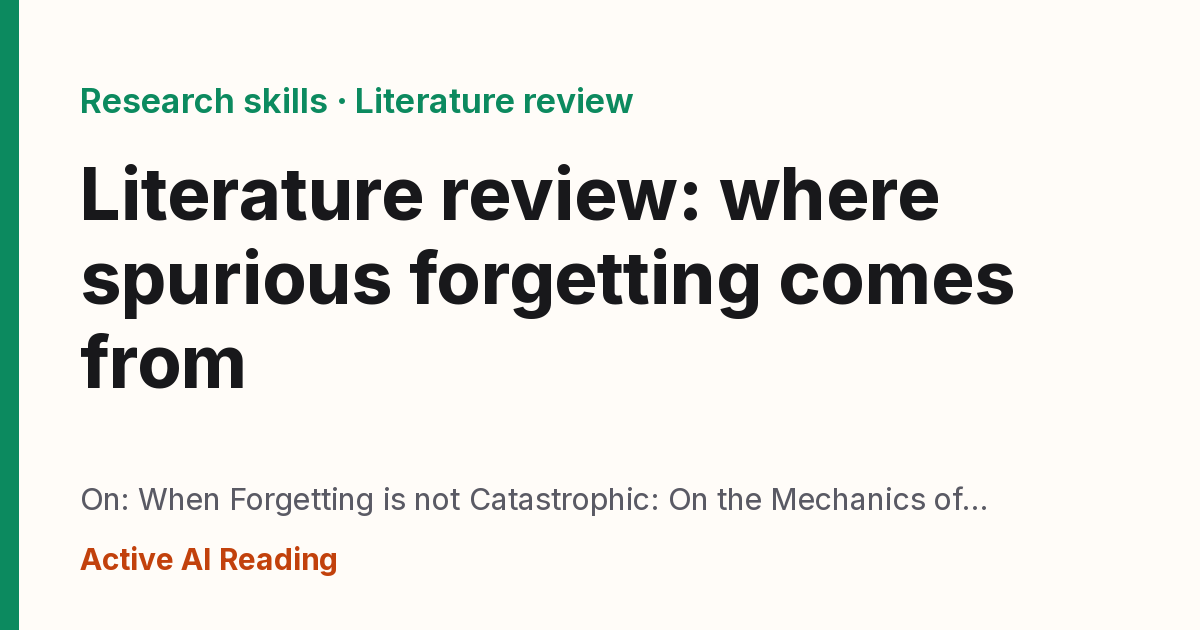 Research skills · Literature review
Literature review: where
spurious forgetting comes
from
On: When Forgetting is not Catastrophic: On the Mechanics of…
Active AI Reading